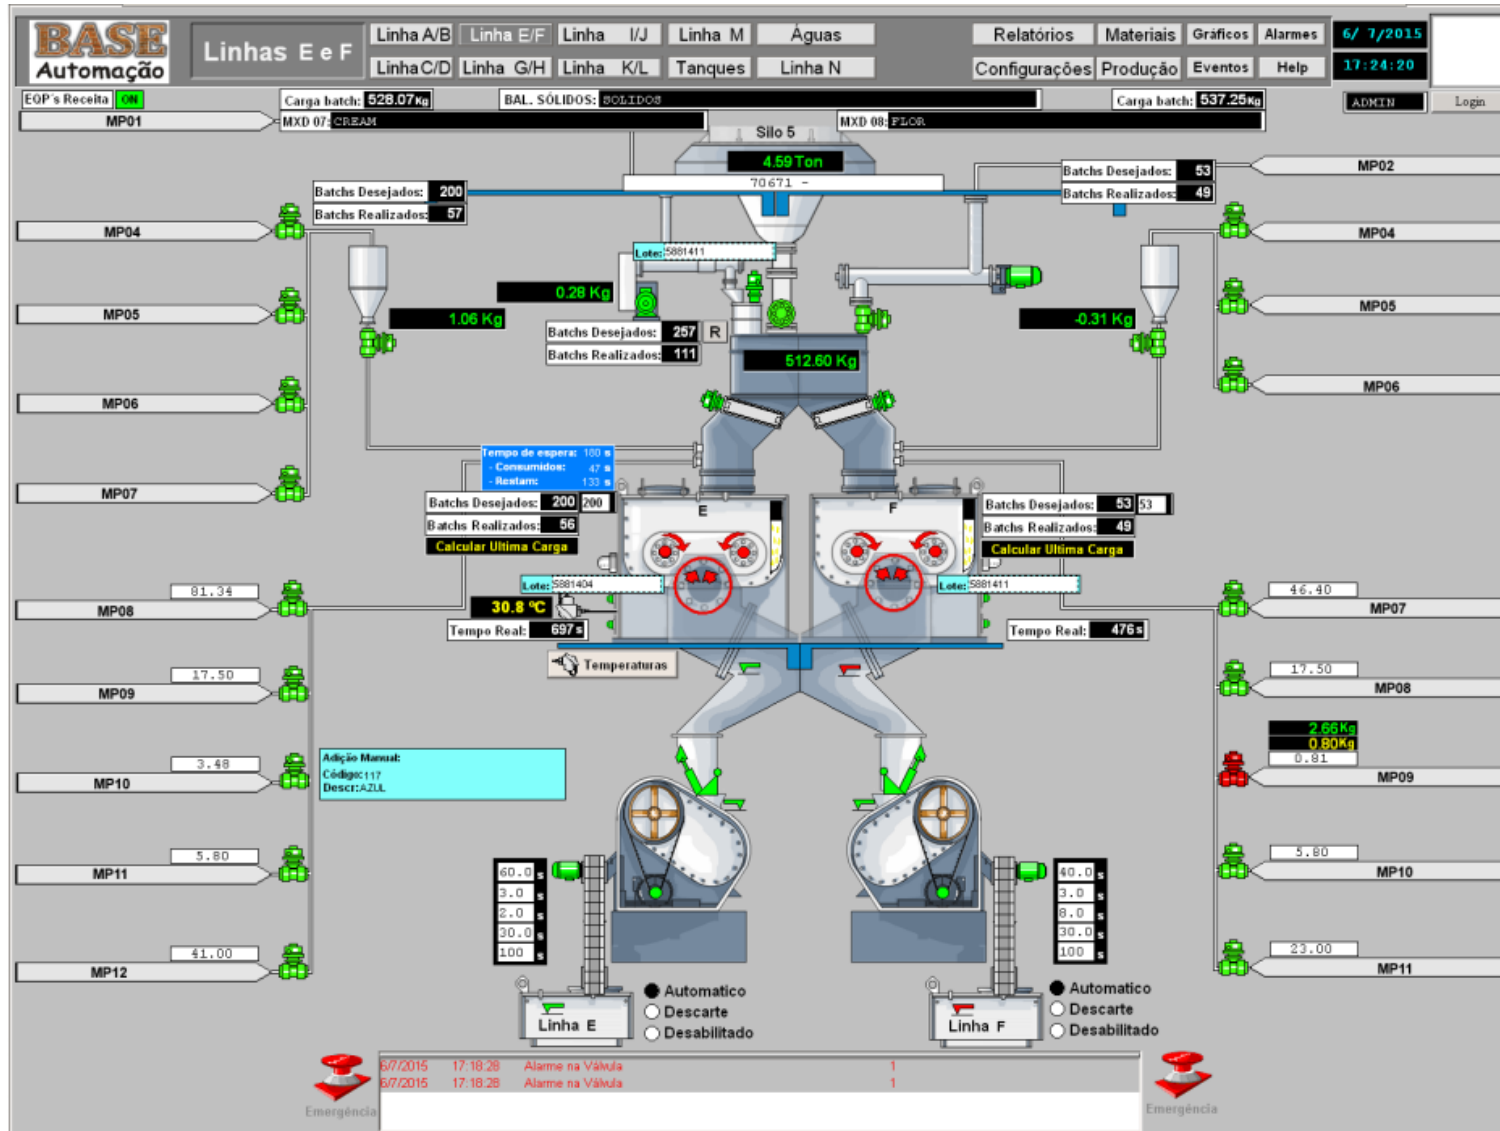 BASE
Automação
Linhas E e F
Linha A/B
Linha E/F
Linha I/J
Linha M
Águas
Linha C/D
Linha G/H
Linha K/L
Tanques
Linha N
Relatórios
Materiais
Gráficos
Alarmes
Configurações
Produção
Eventos
Help
6/ 7/2015
17:24:20
EQP's Receita ON
Carga batch: 528.07Kg
BAL. SÓLIDOS: SOLIDOS
Carga batch: 537.25Kg
ADMIN
Login
MP01
MXD 07: CREAM
MXD 08: FLOR
Silo 5
4.59 Ton
70671 -
MP02
Batchs Desejados: 200
Batchs Realizados: 57
Batchs Desejados: 53
Batchs Realizados: 49
MP04
MP04
Lote: 5881411
0.28 Kg
1.06 Kg
-0.31 Kg
MP05
MP05
Batchs Desejados: 257 R
Batchs Realizados: 111
512.60 Kg
MP06
MP06
Tempo de espera: 180 s
- Consumidos: 47 s
- Restam: 133 s
MP07
Batchs Desejados: 200 200
Batchs Realizados: 56
Calcular Ultima Carga
E
F
Batchs Desejados: 53 53
Batchs Realizados: 49
Calcular Ultima Carga
Lote: 5881404
Lote: 5881411
81.34
MP08
46.40
MP07
30.8 ºC
Tempo Real: 697 s
Tempo Real: 476 s
Temperaturas
17.50
MP09
17.50
MP08
Adição Manual:
Código: 117
Descr: AZUL
3.48
MP10
2.66Kg
0.80Kg
0.81
MP09
5.80
MP11
5.80
MP10
60.0 s
3.0 s
2.0 s
30.0 s
100 s
40.0 s
3.0 s
8.0 s
30.0 s
100 s
41.00
MP12
23.00
MP11
Linha E
Automatico
Descarte
Desabilitado
Linha F
Automatico
Descarte
Desabilitado
6/7/2015 17:18:28 Alarme na Válvula 1
6/7/2015 17:18:28 Alarme na Válvula 1
Emergência
Emergência